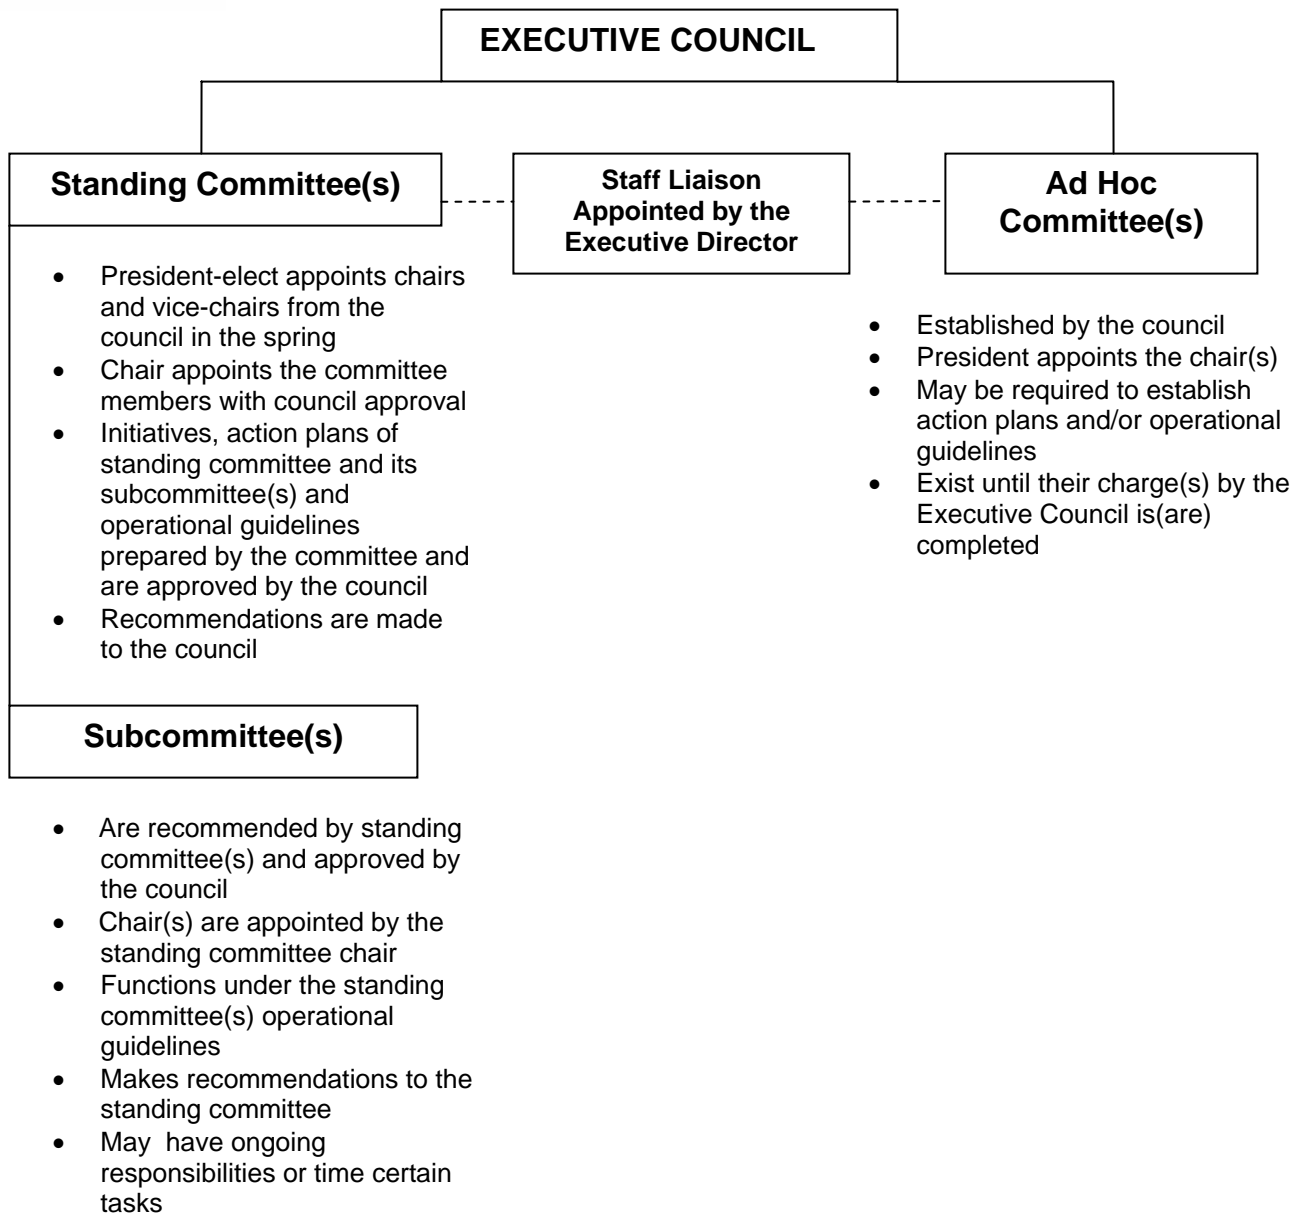 EXECUTIVE COUNCIL
Standing Committee(s)
Staff Liaison
Appointed by the
Executive Director
Ad Hoc
Committee(s)
• President-elect appoints chairs
and vice-chairs from the
council in the spring
• Chair appoints the committee
members with council approval
• Initiatives, action plans of
standing committee and its
subcommittee(s) and
operational guidelines
prepared by the committee and
are approved by the council
• Recommendations are made
to the council
• Established by the council
• President appoints the chair(s)
• May be required to establish
action plans and/or operational
guidelines
• Exist until their charge(s) by the
Executive Council is(are)
completed
Subcommittee(s)
• Are recommended by standing
committee(s) and approved by
the council
• Chair(s) are appointed by the
standing committee chair
• Functions under the standing
committee(s) operational
guidelines
• Makes recommendations to the
standing committee
• May have ongoing
responsibilities or time certain
tasks